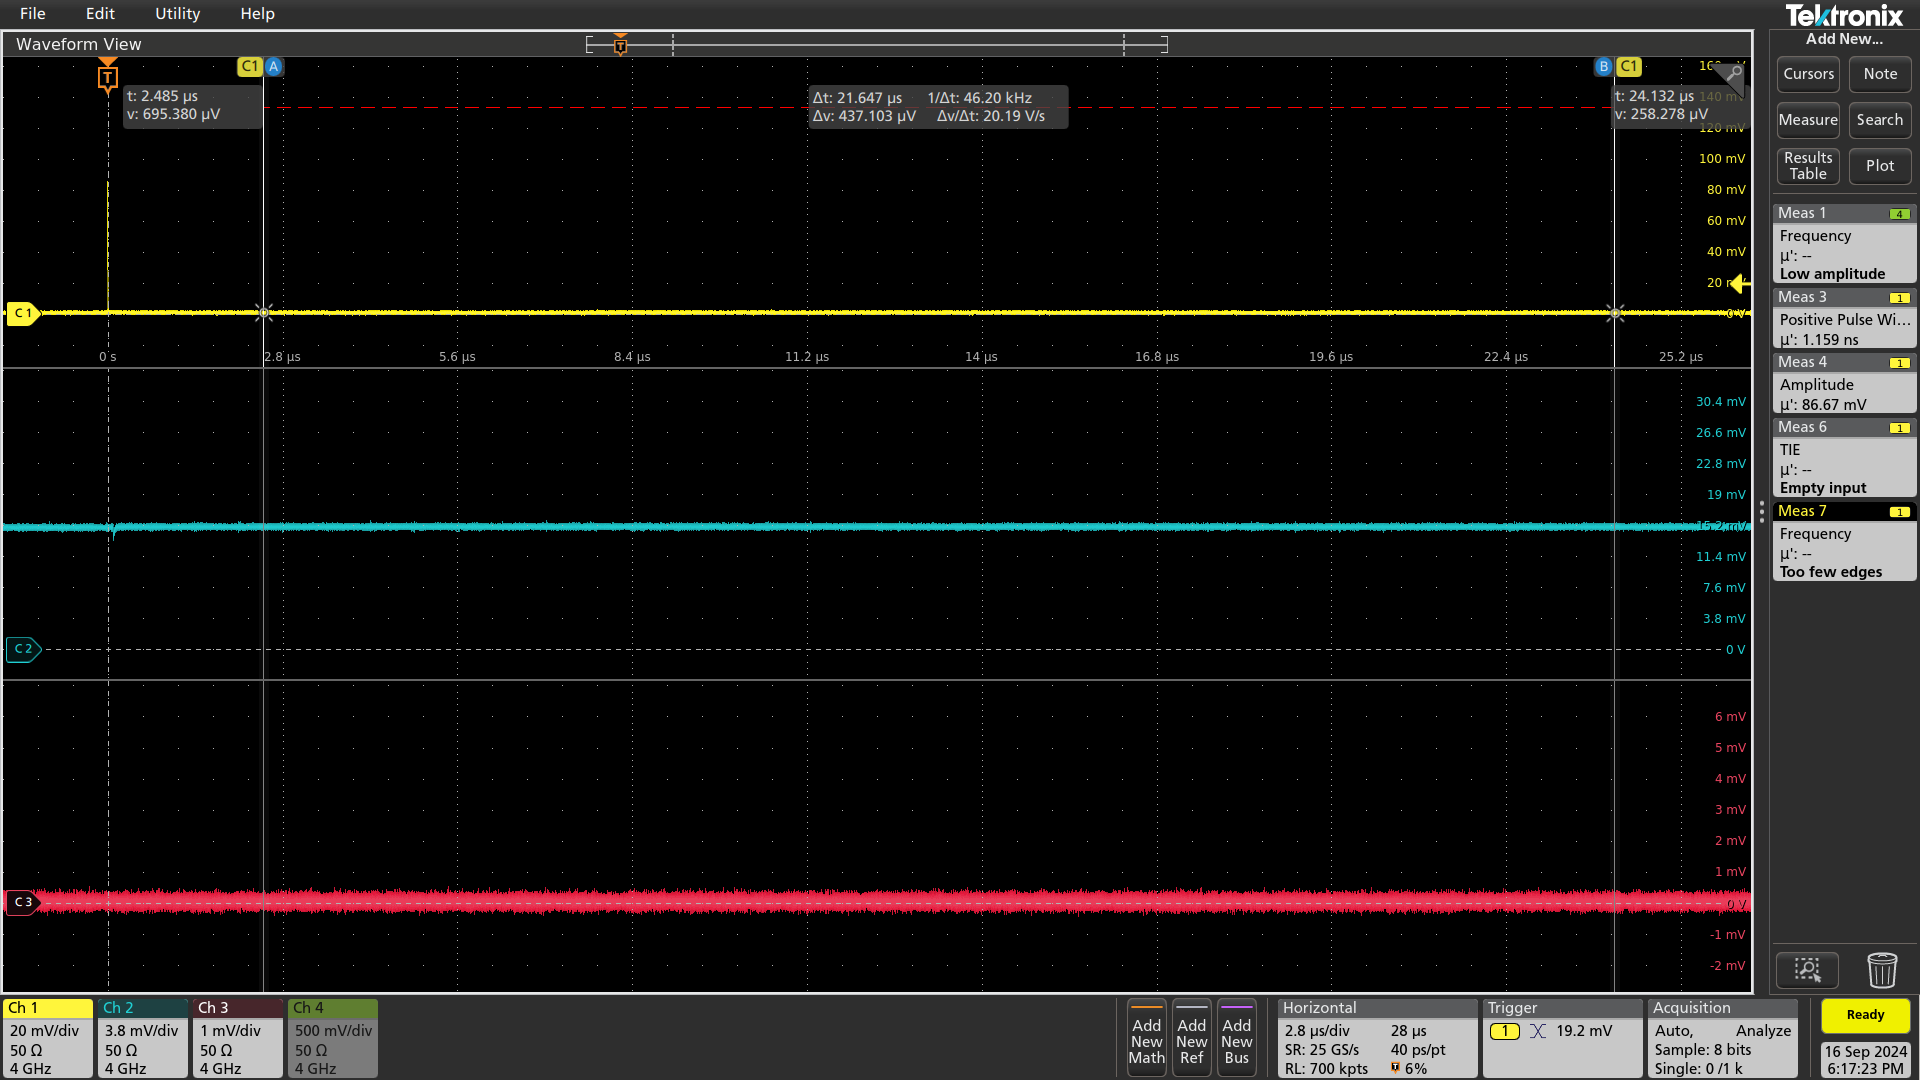 File Edit Utility Help
Tektronix
Waveform View
Add New...
T
C1 A
B C1
Cursors Note
t: 2.485 µs
v: 695.380 µV
Δt: 21.647 µs 1/Δt: 46.20 kHz
Δv: 437.103 µV Δv/Δt: 20.19 V/s
t: 24.132 µs
v: 258.278 µV
140 mV
120 mV
100 mV
80 mV
60 mV
40 mV
20 mV
0 V
Measure Search
Results Table Plot
C 1
0 s 2.8 µs 5.6 µs 8.4 µs 11.2 µs 14 µs 16.8 µs 19.6 µs 22.4 µs 25.2 µs
30.4 mV
26.6 mV
22.8 mV
19 mV
15.2 mV
11.4 mV
7.6 mV
3.8 mV
0 V
C 2
6 mV
5 mV
4 mV
3 mV
2 mV
1 mV
0 V
-1 mV
-2 mV
C 3
Meas 1 4
Frequency
µ': --
Low amplitude
Meas 3 1
Positive Pulse Wi...
µ': 1.159 ns
Meas 4 1
Amplitude
µ': 86.67 mV
Meas 6 1
TIE
µ': --
Empty input
Meas 7 1
Frequency
µ': --
Too few edges
Ch 1
20 mV/div
50 Ω
4 GHz
Ch 2
3.8 mV/div
50 Ω
4 GHz
Ch 3
1 mV/div
50 Ω
4 GHz
Ch 4
500 mV/div
50 Ω
4 GHz
Add New Math
Add New Ref
Add New Bus
Horizontal
2.8 µs/div 28 µs
SR: 25 GS/s 40 ps/pt
RL: 700 kpts T 6%
Trigger
1 19.2 mV
Acquisition
Auto, Analyze
Sample: 8 bits
Single: 0 /1 k
Ready
16 Sep 2024
6:17:23 PM